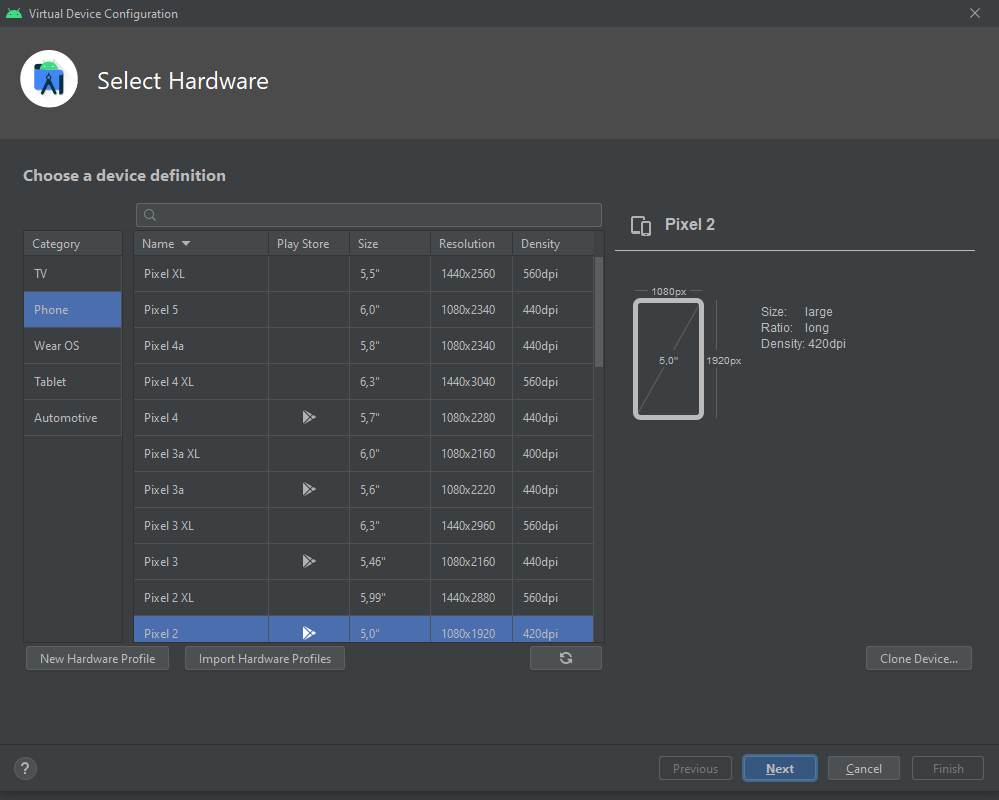 Virtual Device Configuration
Select Hardware
Choose a device definition
Category
TV
Phone
Wear OS
Tablet
Automotive
Name Play Store Size Resolution Density
Pixel XL 5,5" 1440x2560 560dpi
Pixel 5 6,0" 1080x2340 440dpi
Pixel 4a 5,8" 1080x2340 440dpi
Pixel 4 XL 6,3" 1440x3040 560dpi
Pixel 4 5,7" 1080x2280 440dpi
Pixel 3a XL 6,0" 1080x2160 400dpi
Pixel 3a 5,6" 1080x2220 440dpi
Pixel 3 XL 6,3" 1440x2960 560dpi
Pixel 3 5,46" 1080x2160 440dpi
Pixel 2 XL 5,99" 1440x2880 560dpi
Pixel 2 5,0" 1080x1920 420dpi
Pixel 2
1080px
5,0"
1920px
Size: large
Ratio: long
Density: 420dpi
New Hardware Profile Import Hardware Profiles Clone Device...
? Previous Next Cancel Finish